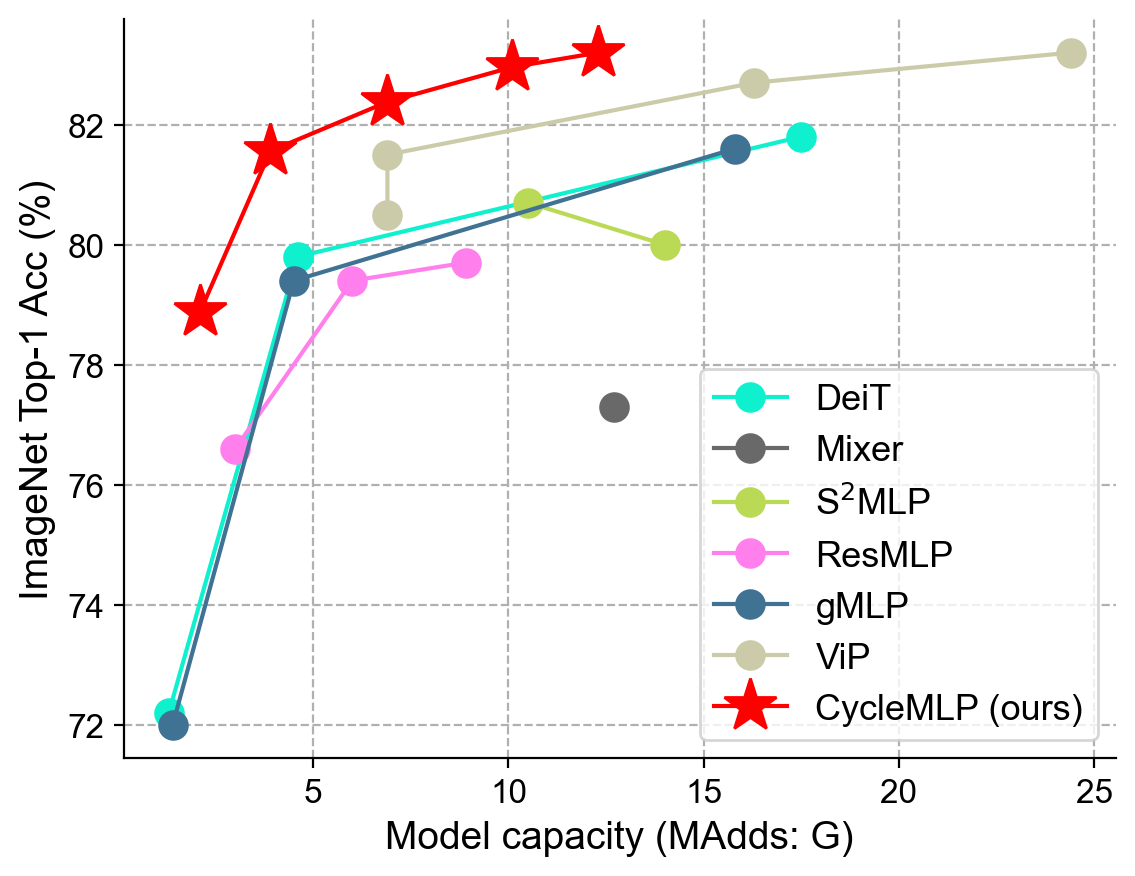 ImageNet Top-1 Acc (%)
82
80
78
76
74
72
DeiT
Mixer
S²MLP
ResMLP
gMLP
ViP
CycleMLP (ours)
5 10 15 20 25
Model capacity (MAdds: G)